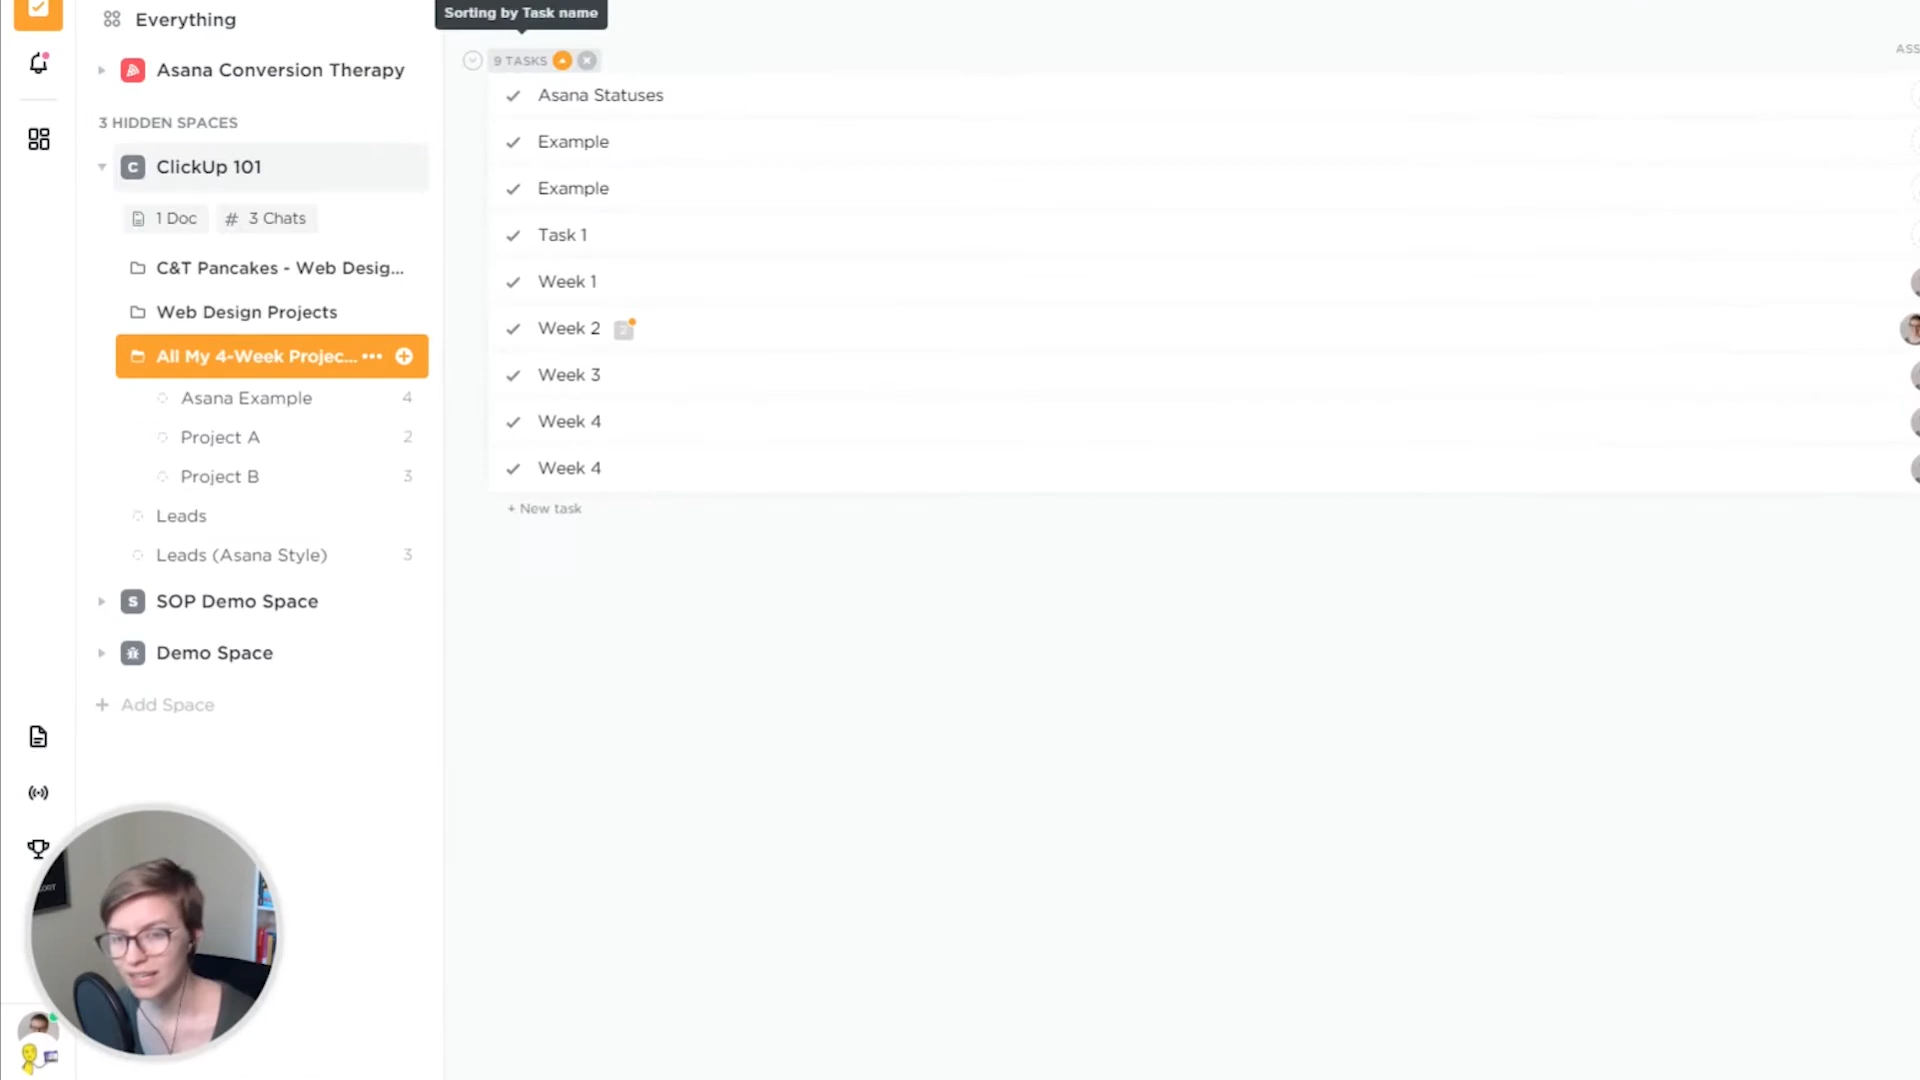 Everything
Asana Conversion Therapy
3 HIDDEN SPACES
C ClickUp 101
1 Doc # 3 Chats
C&T Pancakes - Web Desig...
Web Design Projects
All My 4-Week Projec...
Asana Example 4
Project A 2
Project B 3
Leads
Leads (Asana Style) 3
S SOP Demo Space
Demo Space
+ Add Space
Sorting by Task name
9 TASKS
ASS
Asana Statuses
Example
Example
Task 1
Week 1
Week 2 2
Week 3
Week 4
Week 4
+ New task